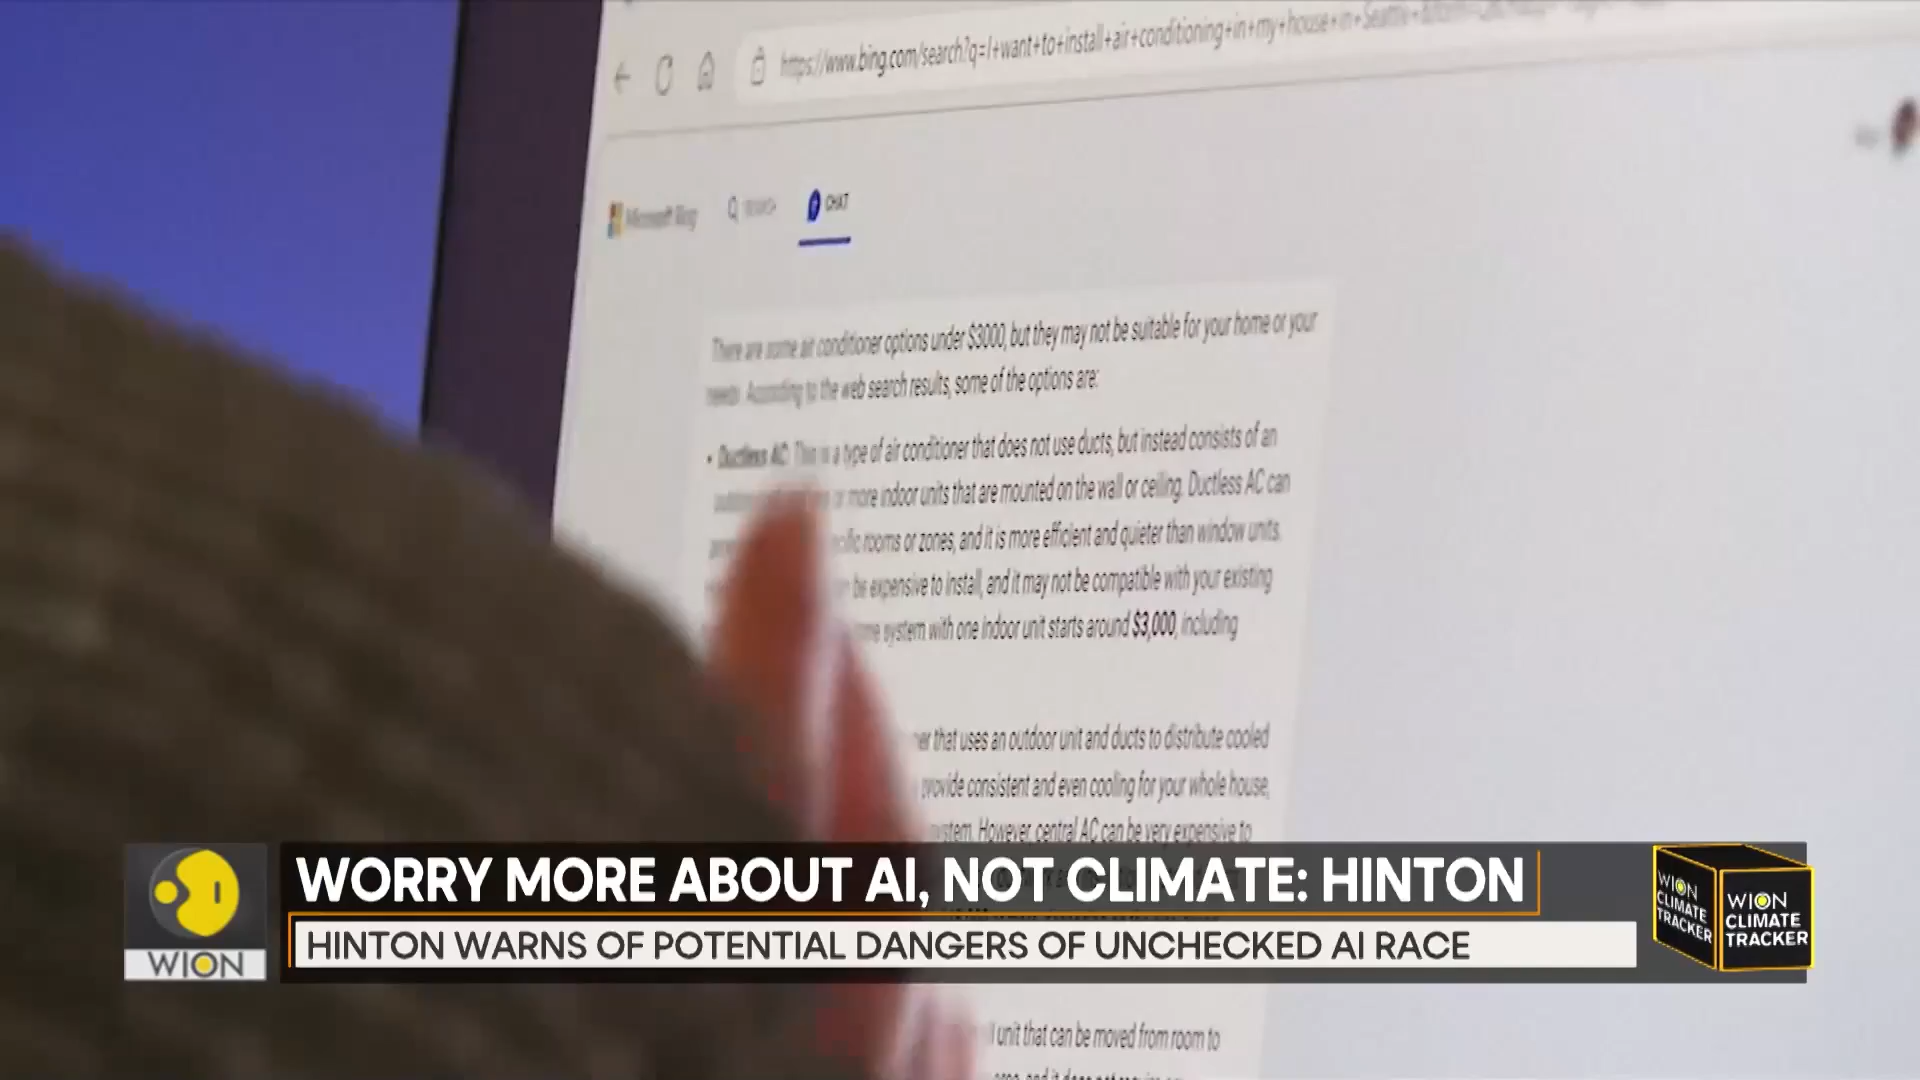 https://www.bing.com/search?q=I+want+to+install+air+conditioning+in+my+house+in+Seattle
Microsoft Bing
SEARCH
CHAT
There are some air conditioner options under $3000, but they may not be suitable for your home or your
needs. According to the web search results, some of the options are:
• Ductless AC: This is a type of air conditioner that does not use ducts, but instead consists of an
or more indoor units that are mounted on the wall or ceiling. Ductless AC can
rooms or zones, and it is more efficient and quieter than window units.
be expensive to install, and it may not be compatible with your existing
system with one indoor unit starts around $3,000, including
that uses an outdoor unit and ducts to distribute cooled
provide consistent and even cooling for your whole house,
system. However, central AC can be very expensive to
WORRY MORE ABOUT AI, NOT CLIMATE: HINTON
HINTON WARNS OF POTENTIAL DANGERS OF UNCHECKED AI RACE
WION
WION
CLIMATE
TRACKER
WION
CLIMATE
TRACKER
unit that can be moved from room to